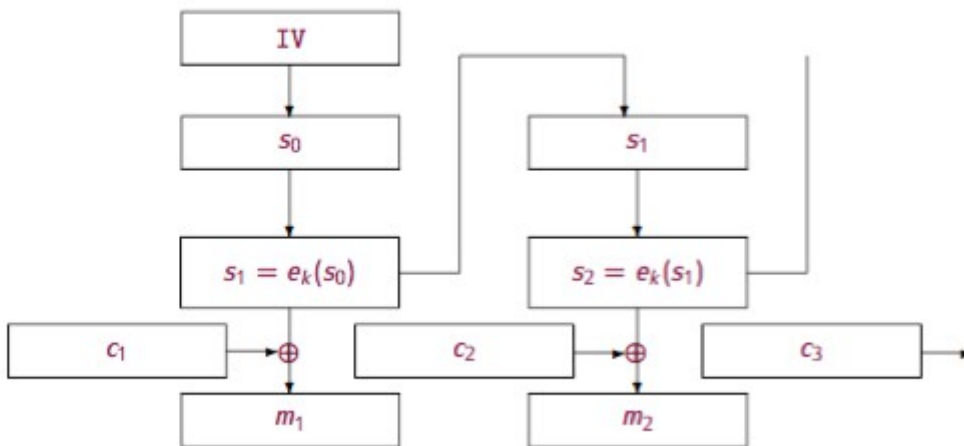 IV
s₀
s₁
s₁ = eₖ(s₀)
s₂ = eₖ(s₁)
c₁
⊕
c₂
⊕
c₃
m₁
m₂